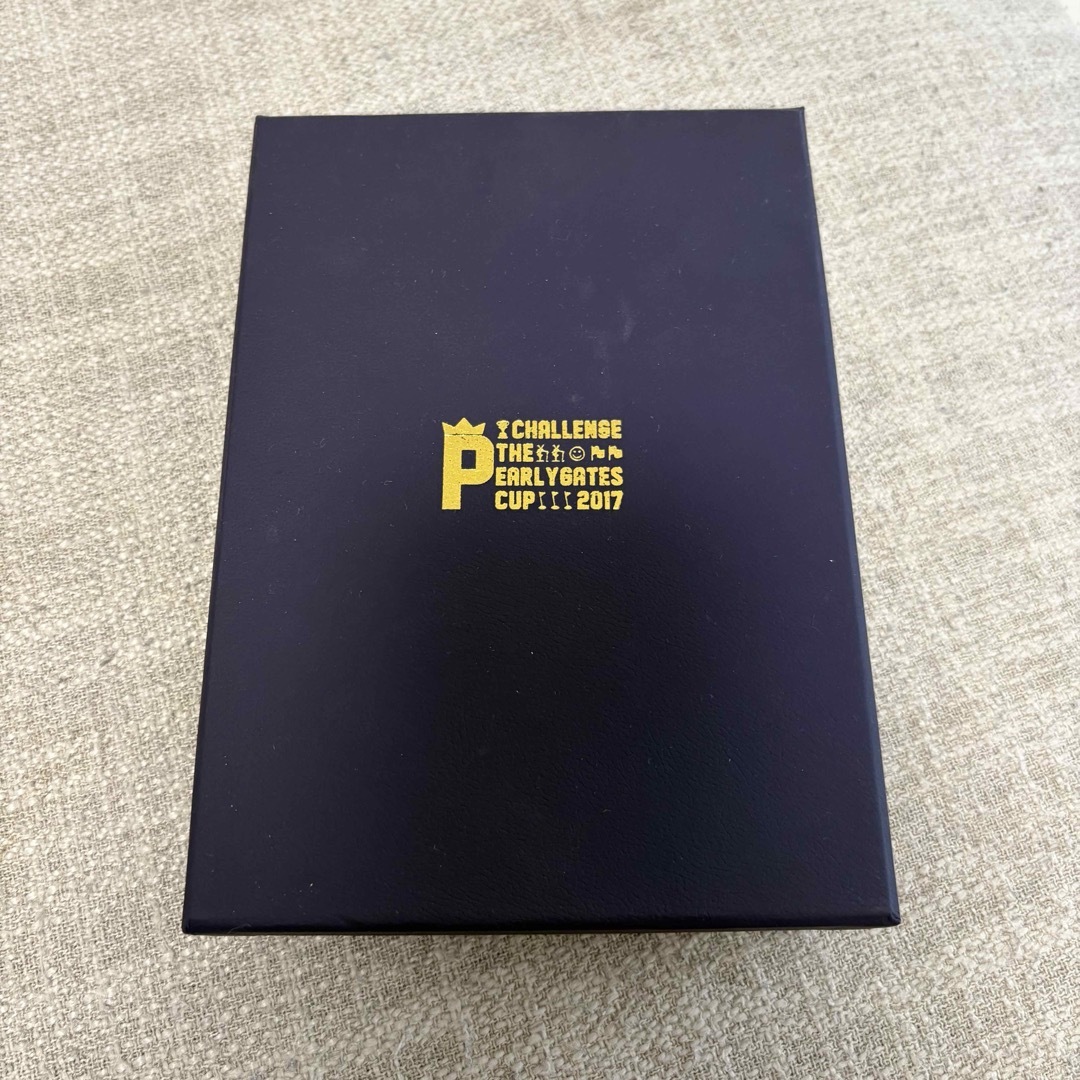 CHALLENGE
THE
PEARLYGATES
CUP 2017